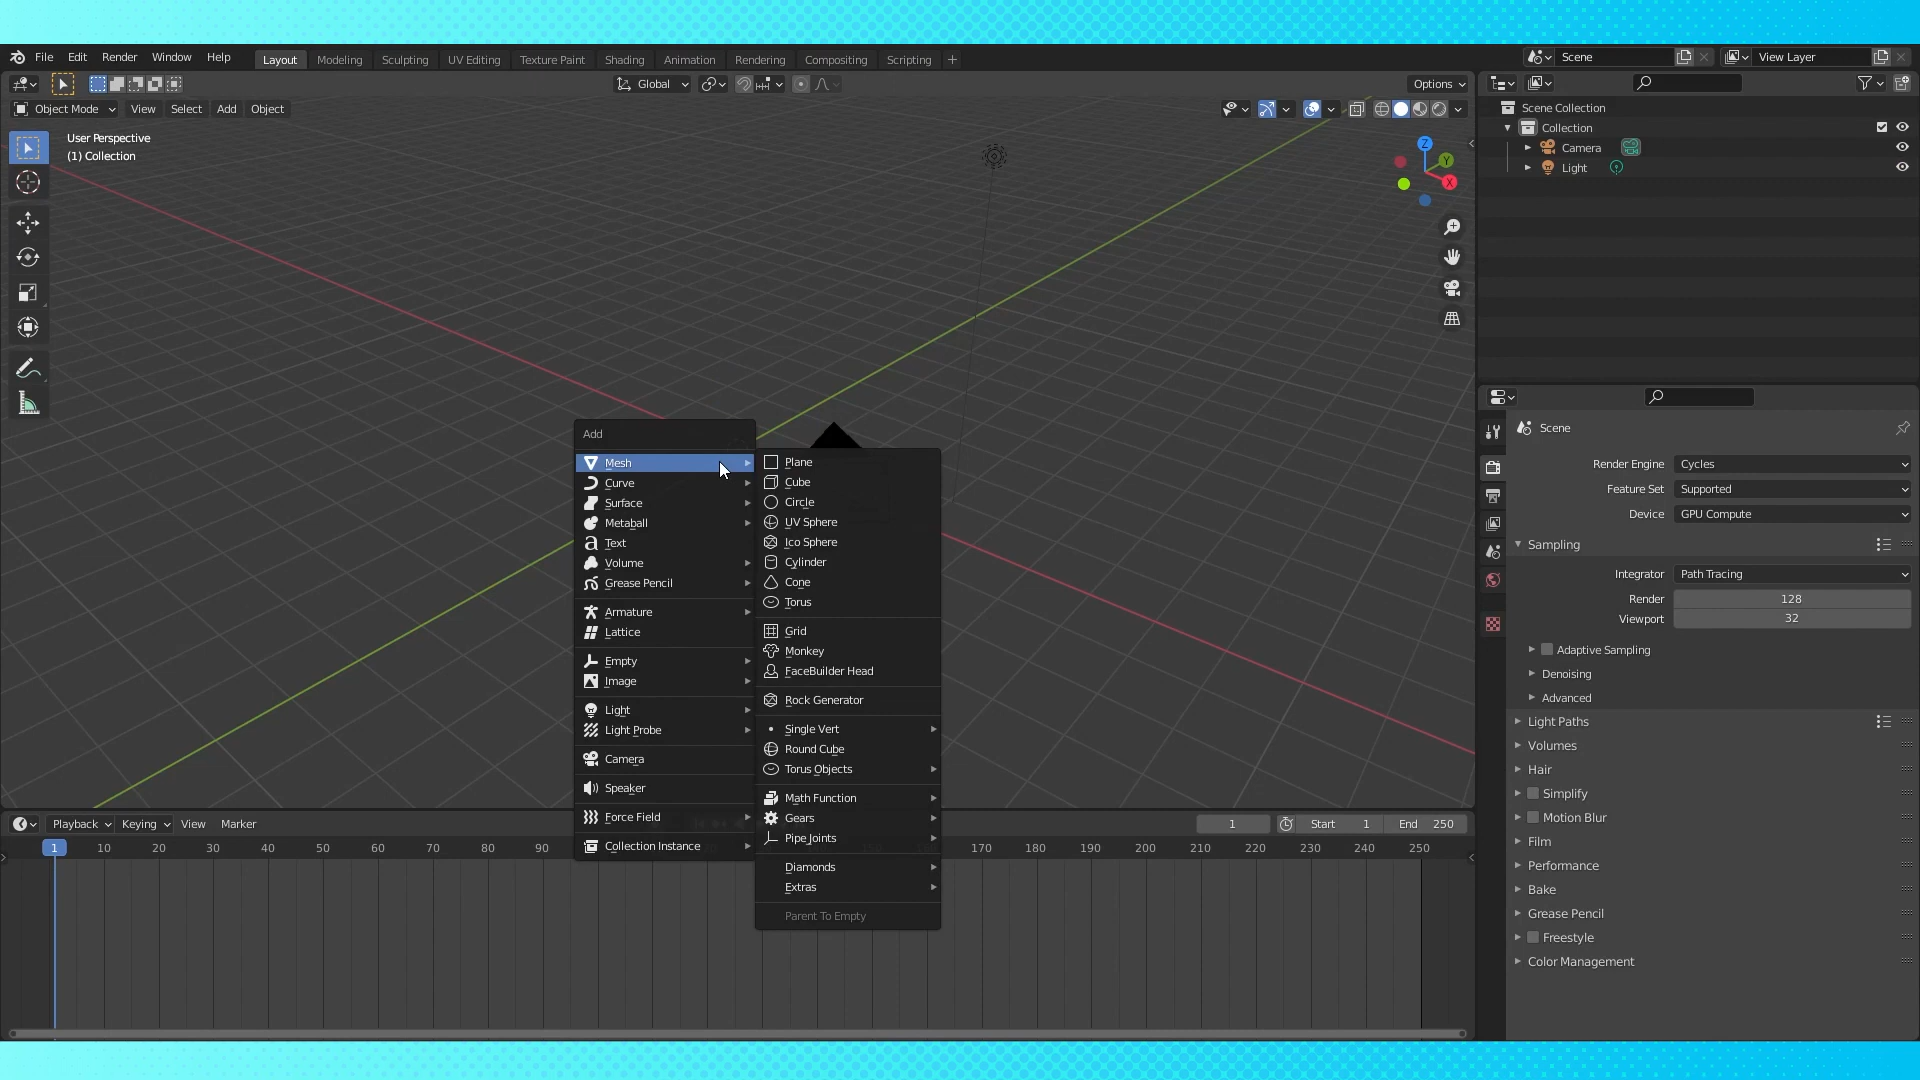 File Edit Render Window Help Layout Modeling Sculpting UV Editing Texture Paint Shading Animation Rendering Compositing Scripting + Scene View Layer
Global Options
Object Mode View Select Add Object
User Perspective
(1) Collection
Z
Y
X
Scene Collection
Collection
Camera
Light
Add
Mesh
Curve
Surface
Metaball
Text
Volume
Grease Pencil
Armature
Lattice
Empty
Image
Light
Light Probe
Camera
Speaker
Force Field
Collection Instance
Plane
Cube
Circle
UV Sphere
Ico Sphere
Cylinder
Cone
Torus
Grid
Monkey
FaceBuilder Head
Rock Generator
Single Vert
Round Cube
Torus Objects
Math Function
Gears
Pipe Joints
Diamonds
Extras
Parent To Empty
Scene
Render Engine Cycles
Feature Set Supported
Device GPU Compute
Sampling
Integrator Path Tracing
Render 128
Viewport 32
Adaptive Sampling
Denoising
Advanced
Light Paths
Volumes
Hair
Simplify
Motion Blur
Film
Performance
Bake
Grease Pencil
Freestyle
Color Management
Playback Keying View Marker 1 Start 1 End 250
1 10 20 30 40 50 60 70 80 90 170 180 190 200 210 220 230 240 250